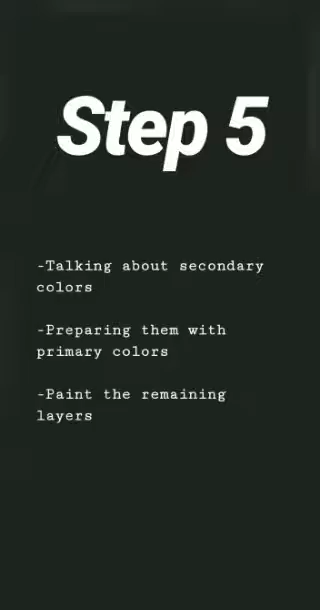 Step 5
-Talking about secondary
colors
-Preparing them with
primary colors
-Paint the remaining
layers